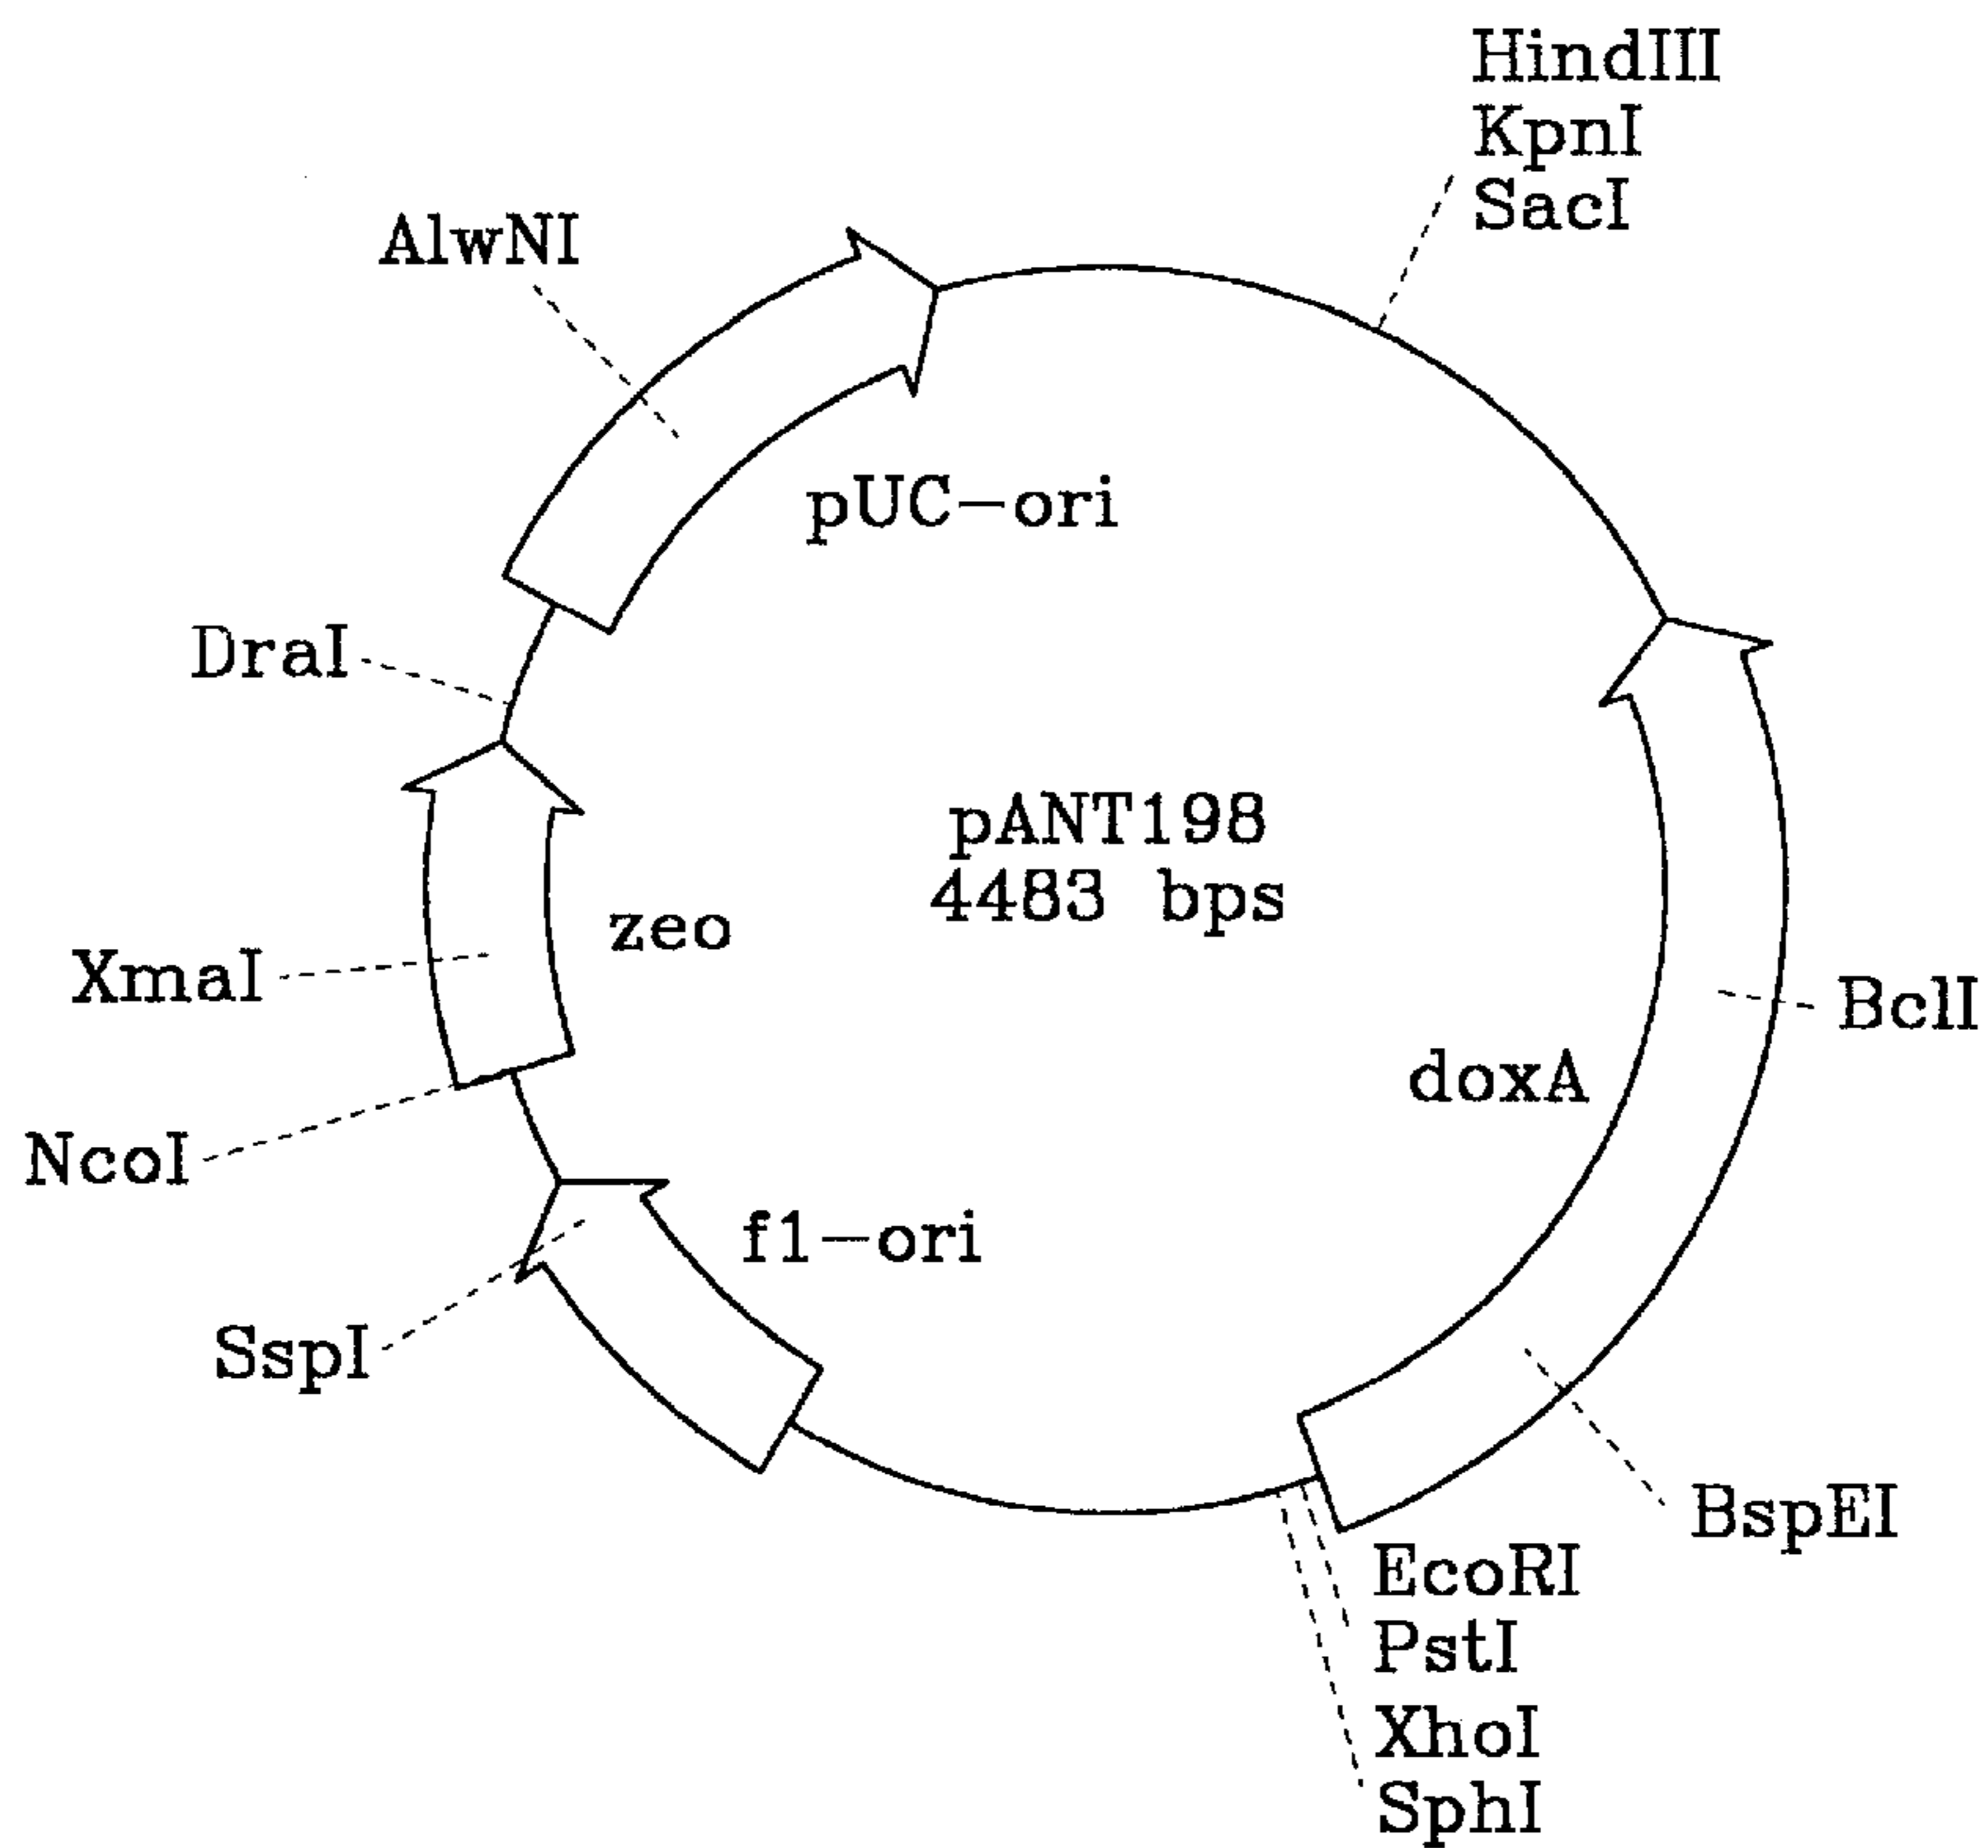 HindIII
KpnI
SacI
AlwNI
pUC-ori
DraI
pANT198
4483 bps
zeo
XmaI
BclI
doxA
NcoI
f1-ori
SspI
BspEI
EcoRI
PstI
XhoI
SphI